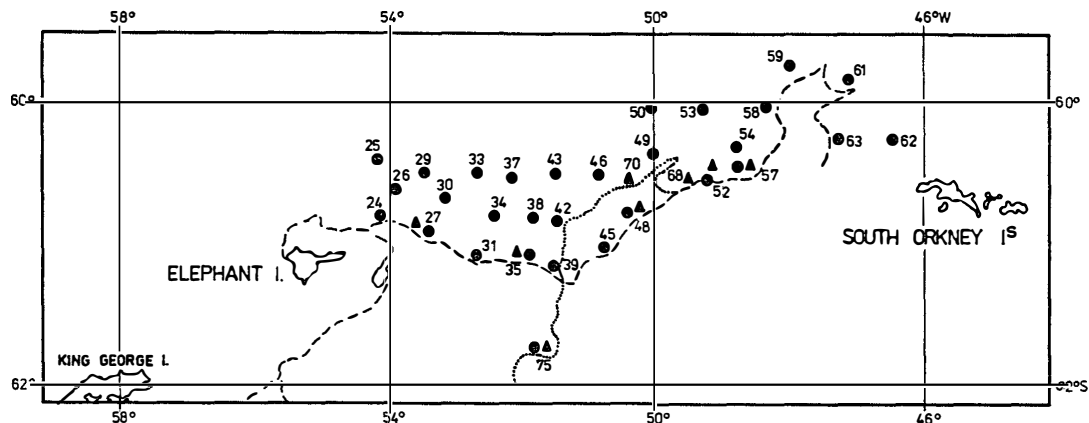 58° 54° 50° 46°W
59 61
60° 50 53 58 60°
54 63 62
25 29 33 37 43 46 70 49 68 57
26 30 52
24 27 34 38 42 48
31 35 39 45
SOUTH ORKNEY IS
ELEPHANT I.
KING GEORGE I.
75
62° 62°S
58° 54° 50° 46°